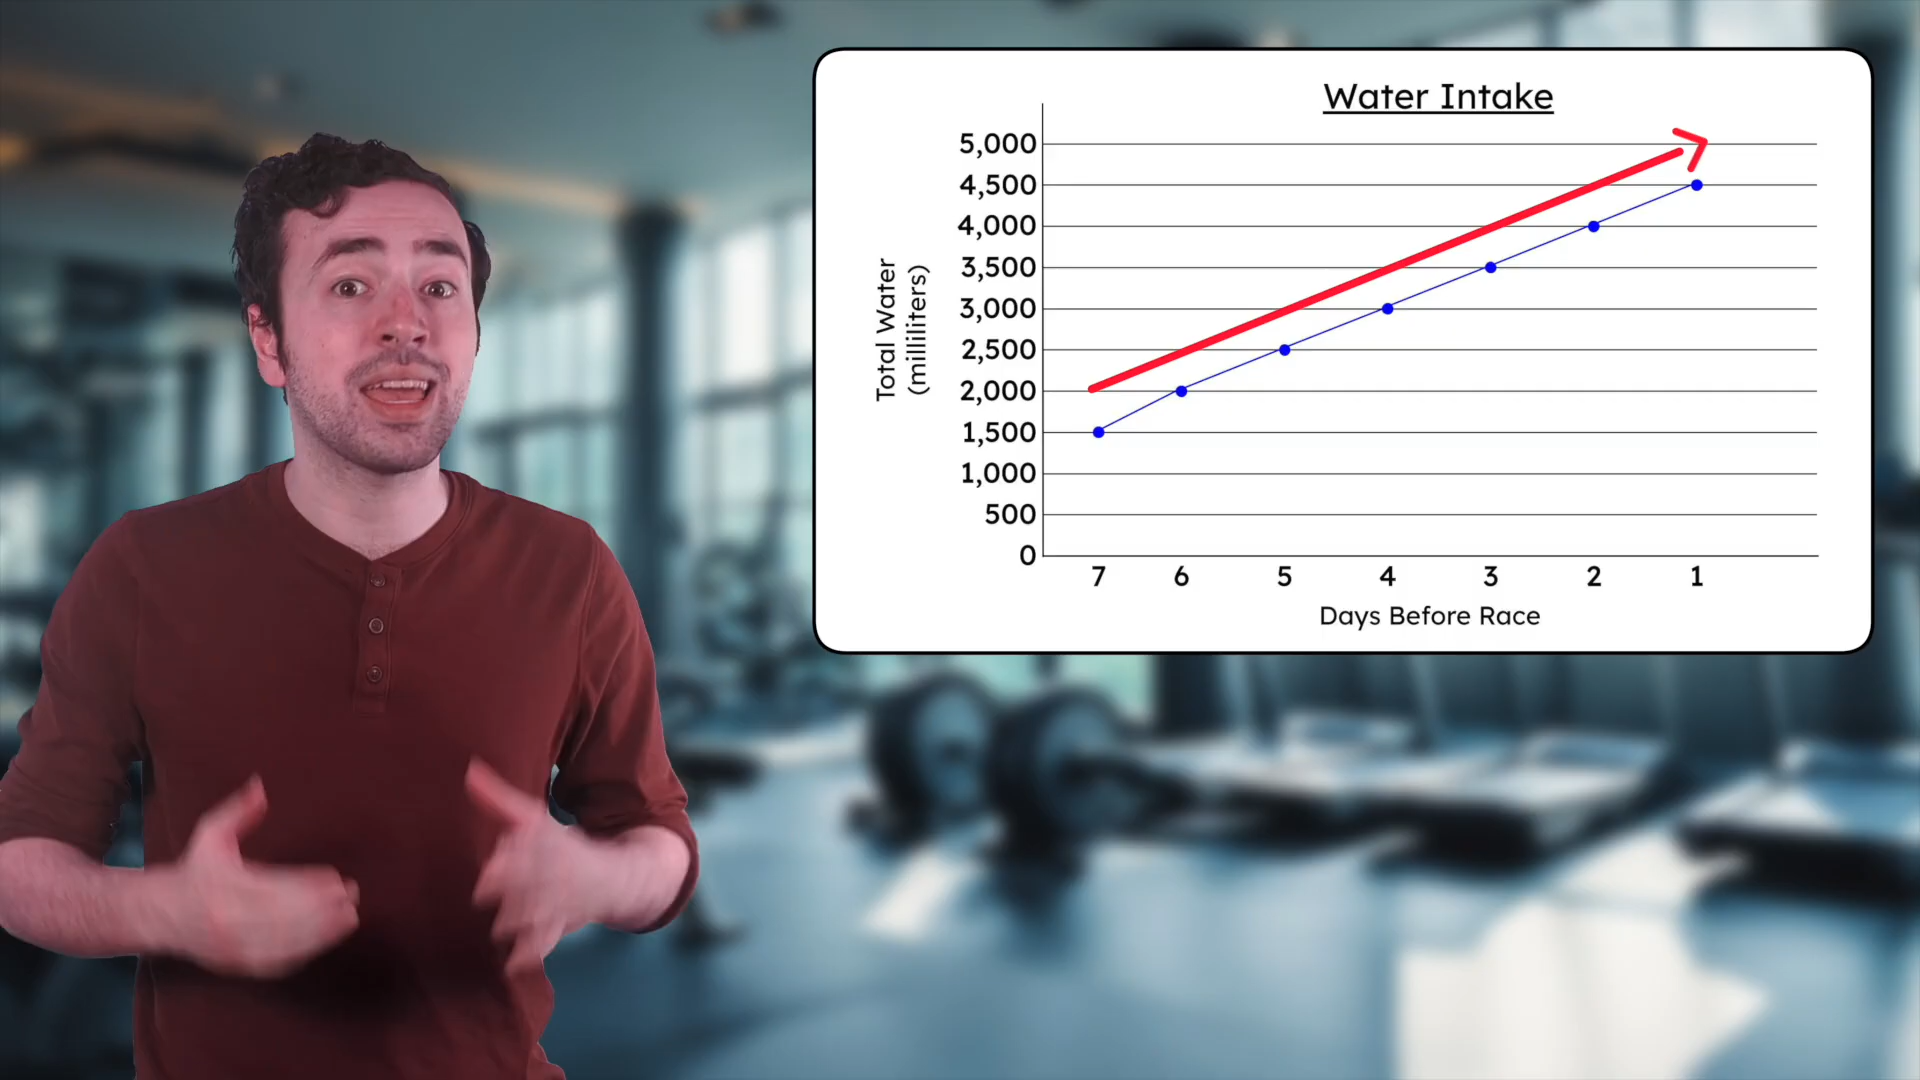 Water Intake
5,000
4,500
4,000
3,500
3,000
2,500
2,000
1,500
1,000
500
0
Total Water
(milliliters)
7 6 5 4 3 2 1
Days Before Race